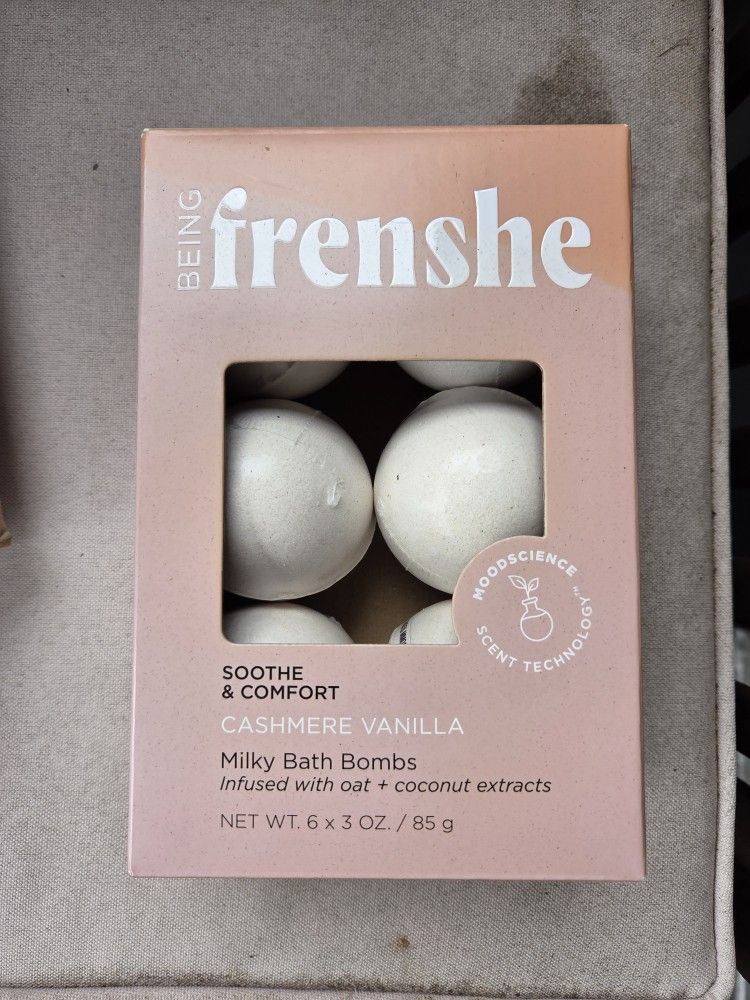 BEING
frenshe
MOODSCIENCE
SCENT TECHNOLOGY™
SOOTHE
& COMFORT
CASHMERE VANILLA
Milky Bath Bombs
Infused with oat + coconut extracts
NET WT. 6 x 3 OZ. / 85 g